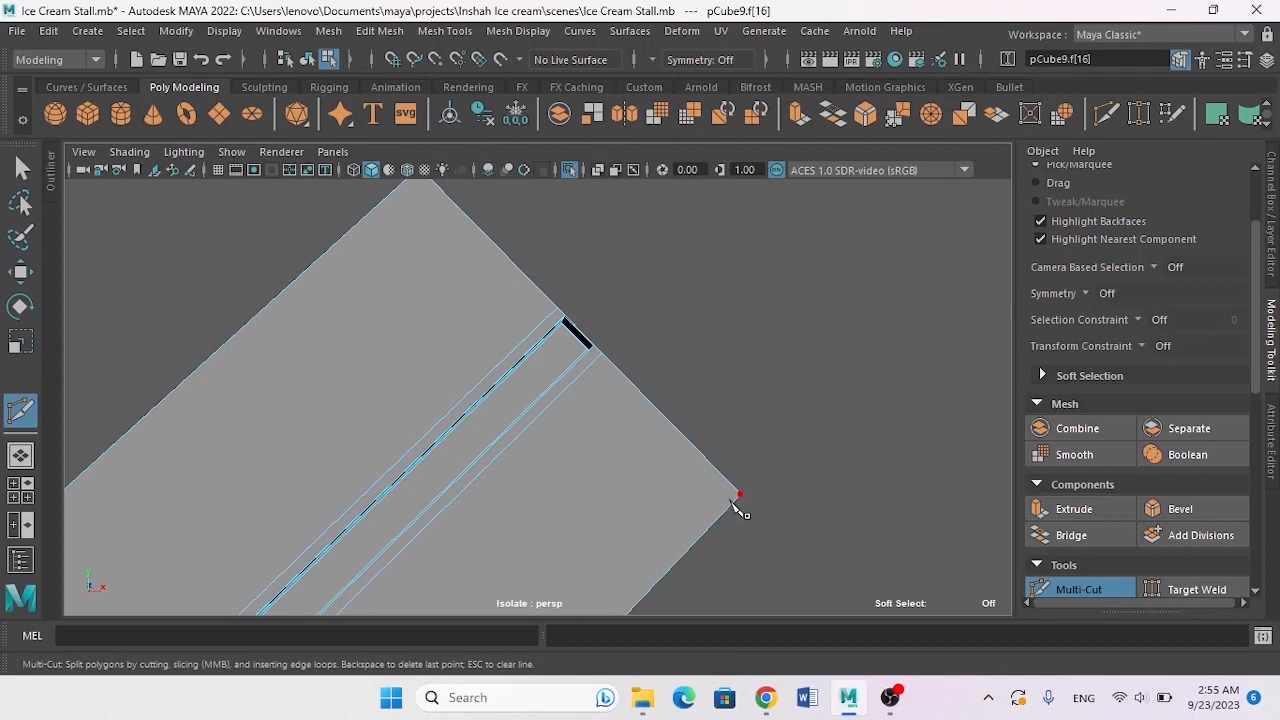 Ice Cream Stall.mb* - Autodesk MAYA 2022: C:\Users\lenovo\Documents\maya\projects\Inshah Ice cream\scenes\Ice Cream Stall.mb --- pCube9.f[16]
File Edit Create Select Modify Display Windows Mesh Edit Mesh Mesh Tools Mesh Display Curves Surfaces Deform UV Generate Cache Arnold Help Workspace : Maya Classic*
Modeling No Live Surface Symmetry: Off pCube9.f[16]
Curves / Surfaces Poly Modeling Sculpting Rigging Animation Rendering FX FX Caching Custom Arnold Bifrost MASH Motion Graphics XGen Bullet
svg 0,0,0
View Shading Lighting Show Renderer Panels
0.00 1.00 ACES 1.0 SDR-video (sRGB)
Outliner
Object Help
Pick/Marquee
Drag
Tweak/Marquee
Highlight Backfaces
Highlight Nearest Component
Camera Based Selection Off
Symmetry Off
Selection Constraint Off 0
Transform Constraint Off
Soft Selection
Mesh
Combine Separate
Smooth Boolean
Components
Extrude Bevel
Bridge Add Divisions
Tools
Multi-Cut Target Weld
Channel Box / Layer Editor
Modeling Toolkit
Attribute Editor
y
z x
Isolate : persp
Soft Select: Off
MEL
Multi-Cut: Split polygons by cutting, slicing (MMB), and inserting edge loops. Backspace to delete last point; ESC to clear line.
Search
ENG
2:55 AM
9/23/2023
6